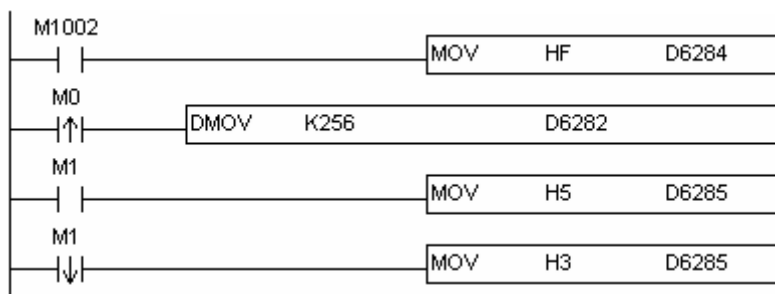 M1002
MOV HF D6284
M0
DMOV K256 D6282
M1
MOV H5 D6285
M1
MOV H3 D6285